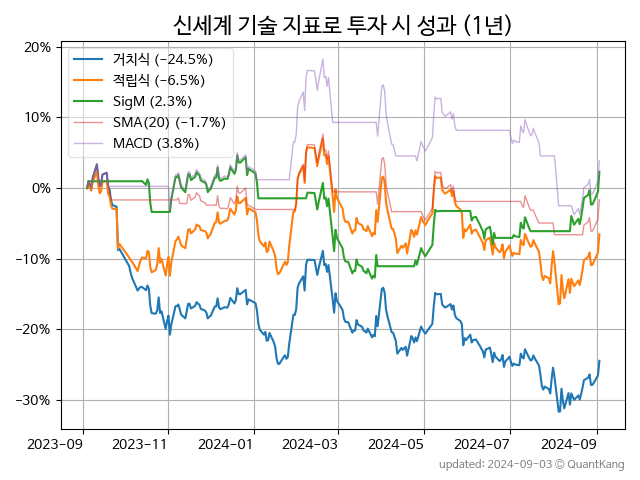 신세계 기술 지표로 투자 시 성과 (1년)
20%
10%
0%
−10%
−20%
−30%
거치식 (−24.5%)
적립식 (−6.5%)
SigM (2.3%)
SMA(20) (−1.7%)
MACD (3.8%)
2023-09
2023-11
2024-01
2024-03
2024-05
2024-07
2024-09
updated: 2024-09-03 © QuantKang